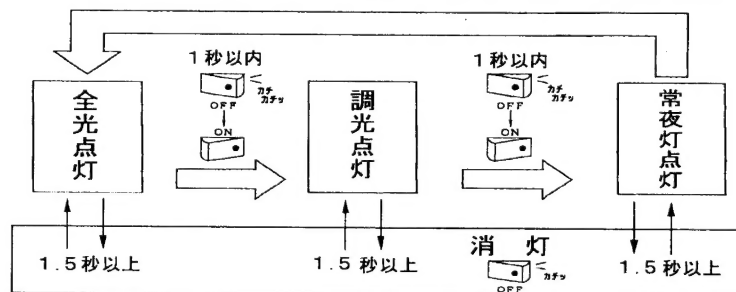 1秒以内
カチ
カチッ
OFF
ON
1秒以内
カチ
カチッ
OFF
ON
全光点灯
調光点灯
常夜灯点灯
1.5秒以上
1.5秒以上
消灯
カチッ
OFF
1.5秒以上